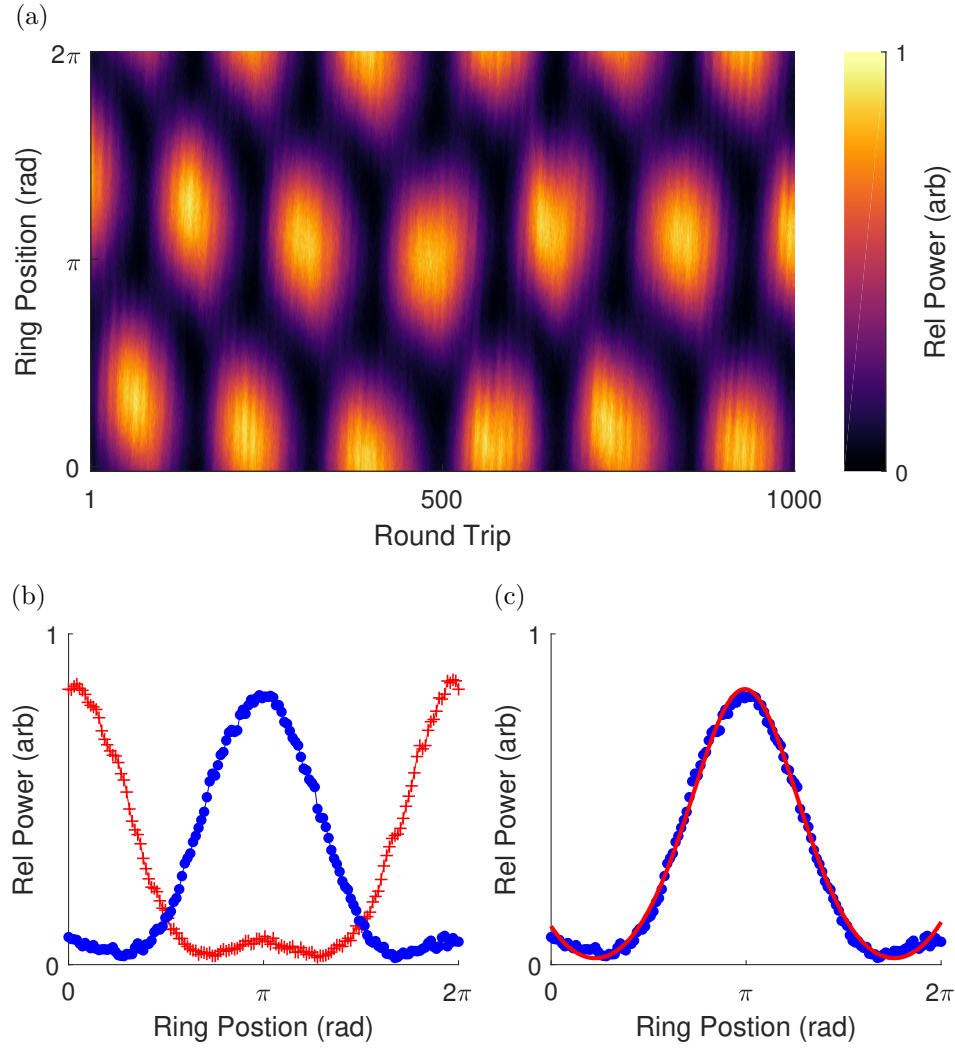 (a)
2π
π
0
Ring Position (rad)
1
500
1000
Round Trip
1
0
Rel Power (arb)
(b)
1
0
Rel Power (arb)
0
π
2π
Ring Postion (rad)
(c)
1
0
Rel Power (arb)
0
π
2π
Ring Postion (rad)